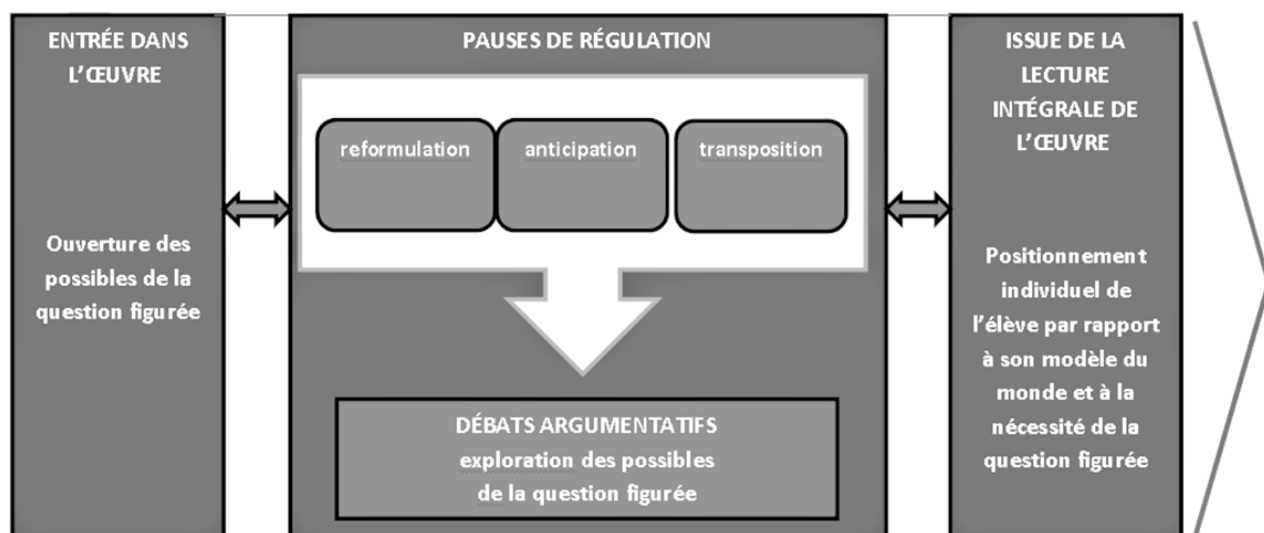 ENTRÉE DANS
L'ŒUVRE
Ouverture des
possibles de la
question figurée
PAUSES DE RÉGULATION
reformulation
anticipation
transposition
DÉBATS ARGUMENTATIFS
exploration des possibles
de la question figurée
ISSUE DE LA
LECTURE
INTÉGRALE DE
L'ŒUVRE
Positionnement
individuel de
l'élève par rapport
à son modèle du
monde et à la
nécessité de la
question figurée